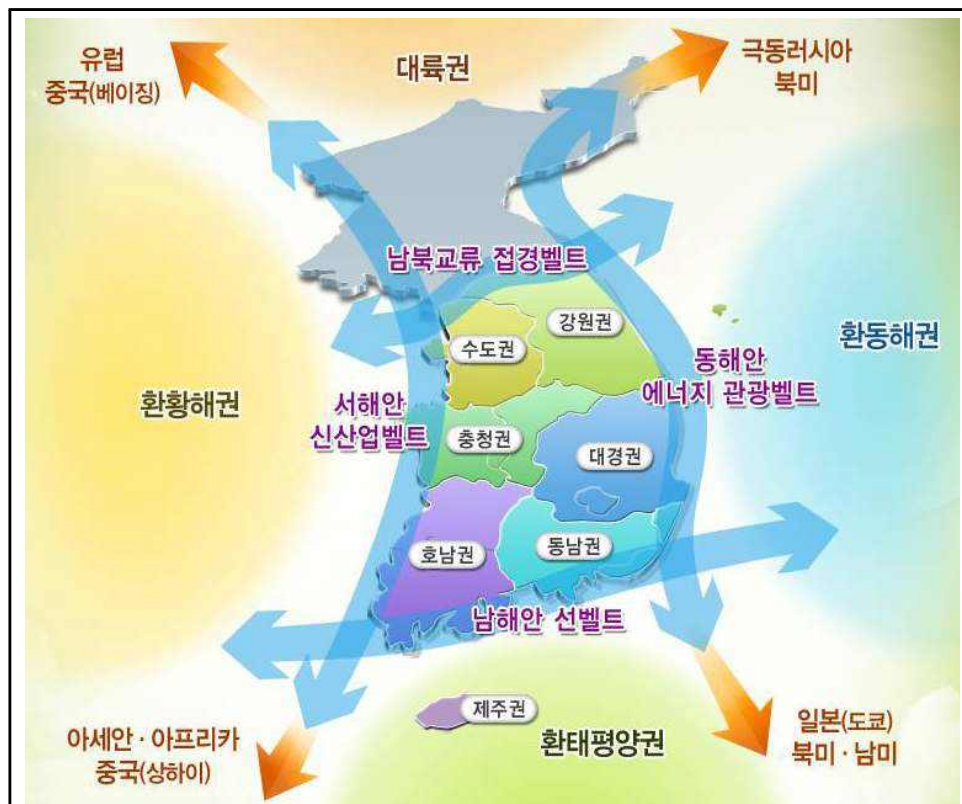 유럽
중국(베이징)
대륙권
극동러시아
북미
남북교류 접경벨트
강원권
수도권
환동해권
동해안
에너지 관광벨트
환황해권
서해안
신산업벨트
충청권
대경권
호남권
동남권
남해안 선벨트
제주권
아세안·아프리카
중국(상하이)
환태평양권
일본(도쿄)
북미·남미